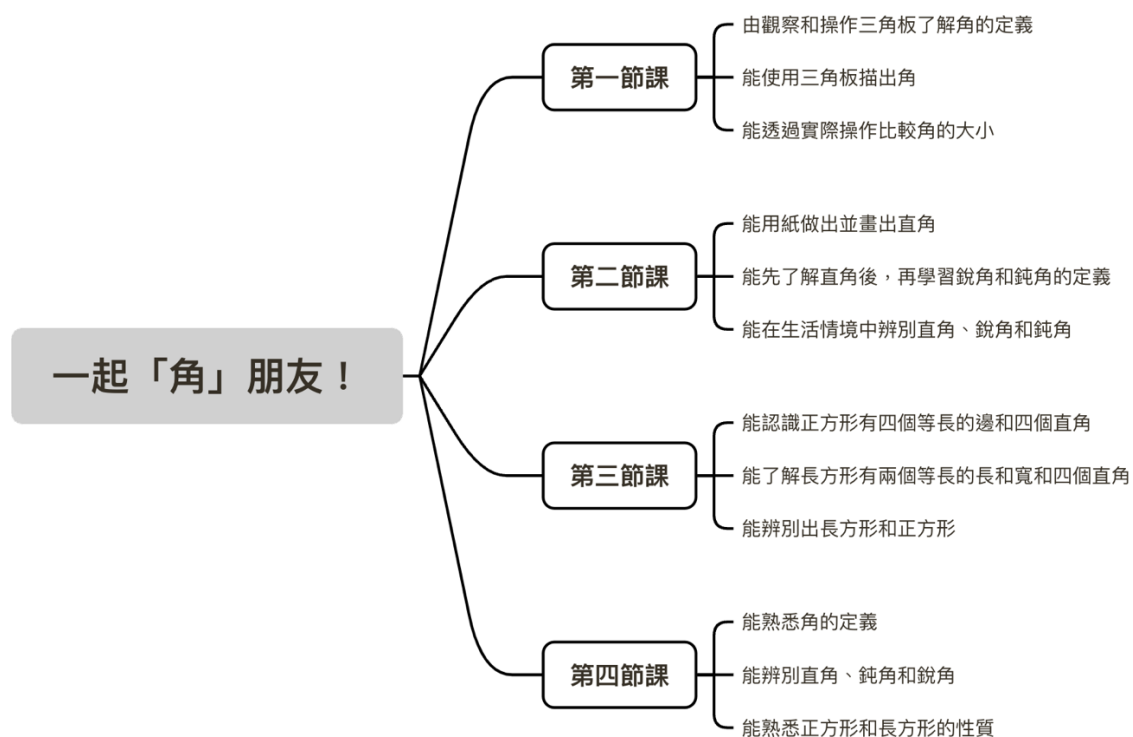 一起「角」朋友！
第一節課
由觀察和操作三角板了解角的定義
能使用三角板描出角
能透過實際操作比較角的大小
第二節課
能用紙做出並畫出直角
能先了解直角後，再學習銳角和鈍角的定義
能在生活情境中辨別直角、銳角和鈍角
第三節課
能認識正方形有四個等長的邊和四個直角
能了解長方形有兩個等長的長和寬和四個直角
能辨別出長方形和正方形
第四節課
能熟悉角的定義
能辨別直角、鈍角和銳角
能熟悉正方形和長方形的性質